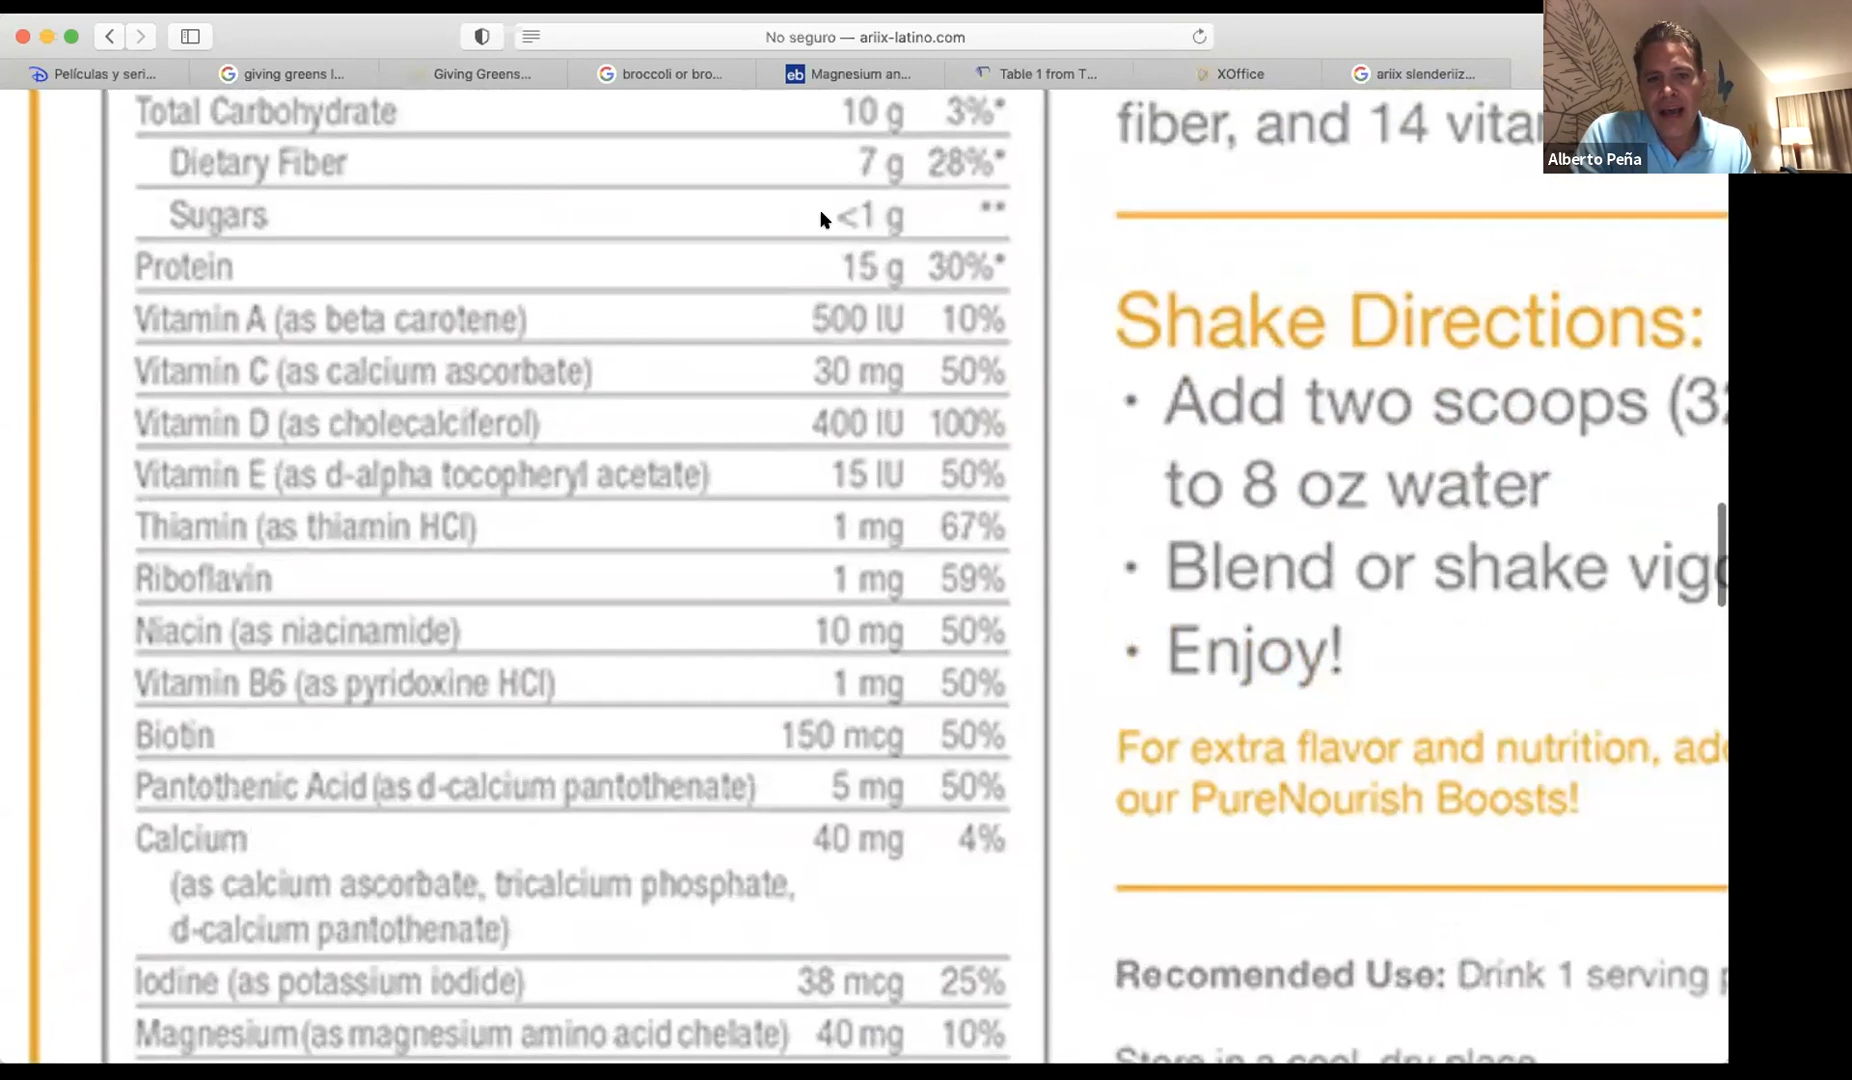 No seguro — ariix-latino.com
Películas y seri...
giving greens l...
Giving Greens...
broccoli or bro...
eb
Magnesium an...
Table 1 from T...
XOffice
ariix slenderiiz...
Alberto Peña
Total Carbohydrate 10 g 3%*
Dietary Fiber 7 g 28%*
Sugars <1 g **
Protein 15 g 30%*
Vitamin A (as beta carotene) 500 IU 10%
Vitamin C (as calcium ascorbate) 30 mg 50%
Vitamin D (as cholecalciferol) 400 IU 100%
Vitamin E (as d-alpha tocopheryl acetate) 15 IU 50%
Thiamin (as thiamin HCl) 1 mg 67%
Riboflavin 1 mg 59%
Niacin (as niacinamide) 10 mg 50%
Vitamin B6 (as pyridoxine HCl) 1 mg 50%
Biotin 150 mcg 50%
Pantothenic Acid (as d-calcium pantothenate) 5 mg 50%
Calcium 40 mg 4%
(as calcium ascorbate, tricalcium phosphate,
d-calcium pantothenate)
Iodine (as potassium iodide) 38 mcg 25%
Magnesium (as magnesium amino acid chelate) 40 mg 10%
fiber, and 14
Shake Directions:
• Add two scoops
to 8 oz water
• Blend or shake
• Enjoy!
For extra flavor and nutrition,
our PureNourish Boosts!
Recomended Use: Drink 1 serving
Store in a cool, dry place